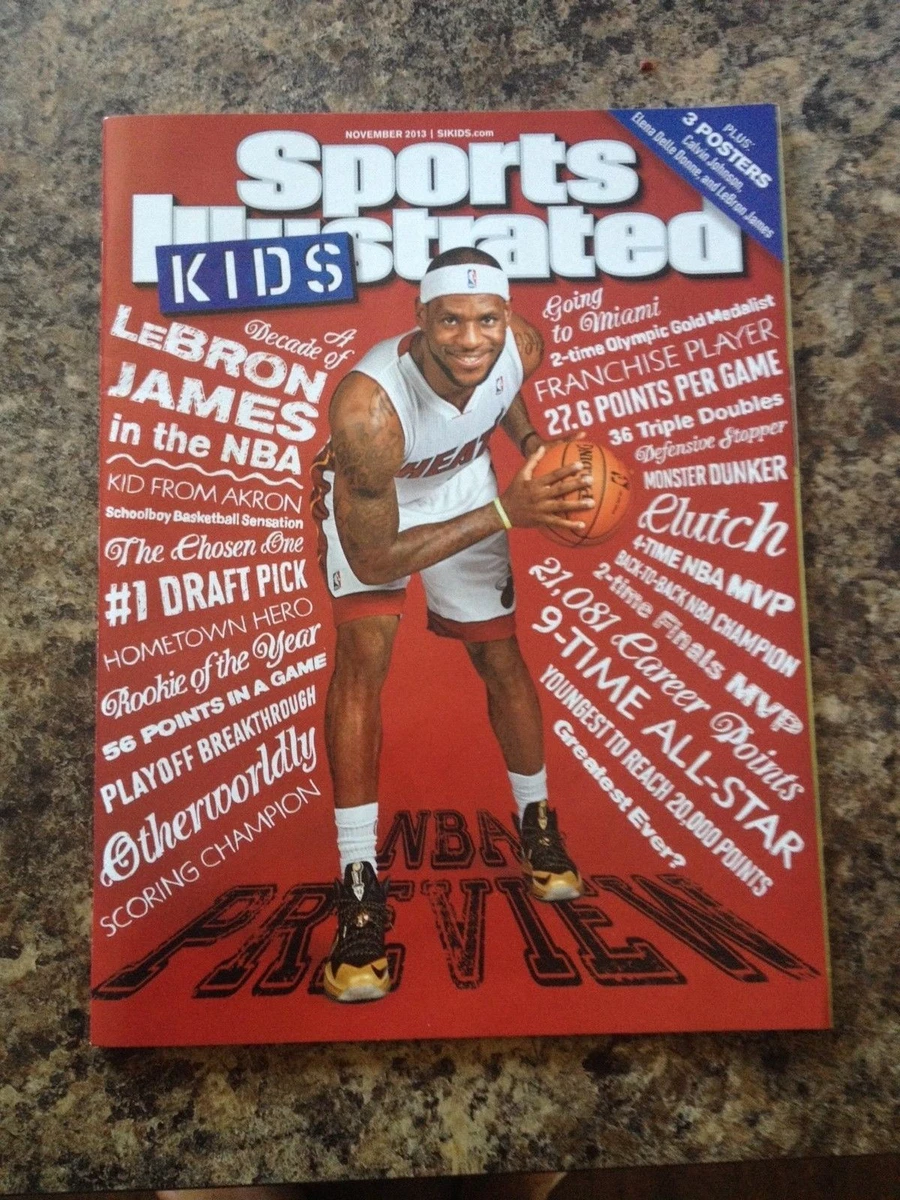 NOVEMBER 2013 | SIKIDS.com
Sports
Illustrated
KIDS
PLUS:
3 POSTERS
Calvin Johnson,
Elena Delle Donne, and LeBron James
A
Decade of
LeBRON
JAMES
in the NBA
KID FROM AKRON
Schoolboy Basketball Sensation
The Chosen One
#1 DRAFT PICK
HOMETOWN HERO
Rookie of the Year
56 POINTS IN A GAME
PLAYOFF BREAKTHROUGH
Otherworldly
SCORING CHAMPION
Going
to Miami
2-time Olympic Gold Medalist
FRANCHISE PLAYER
27.6 POINTS PER GAME
36 Triple Doubles
Defensive Stopper
MONSTER DUNKER
Clutch
4-TIME NBA MVP
BACK-TO-BACK NBA CHAMPION
2-time Finals MVP
21,081 Career Points
9-TIME ALL-STAR
YOUNGEST TO REACH 20,000 POINTS
Greatest Ever?
HEAT
SPALDING
NBA
PREVIEW